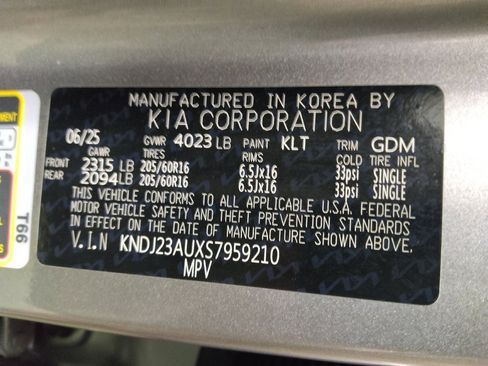 MANUFACTURED IN KOREA BY
KIA CORPORATION
06/25 GVWR 4023 LB PAINT KLT TRIM GDM
TIRES RIMS COLD TIRE INFL
FRONT 2315 LB 205/60R16 6.5Jx16 33psi SINGLE
REAR 2094LB 205/60R16 6.5Jx16 33psi SINGLE
THIS VEHICLE CONFORMS TO ALL APPLICABLE U.S.A. FEDERAL
MOTOR VEHICLE SAFETY AND THEFT PREVENTION STANDARDS
IN EFFECT ON THE DATE OF MANUFACTURE SHOWN ABOVE.
V.I.N KNDJ23AUXS7959210
MPV
T66